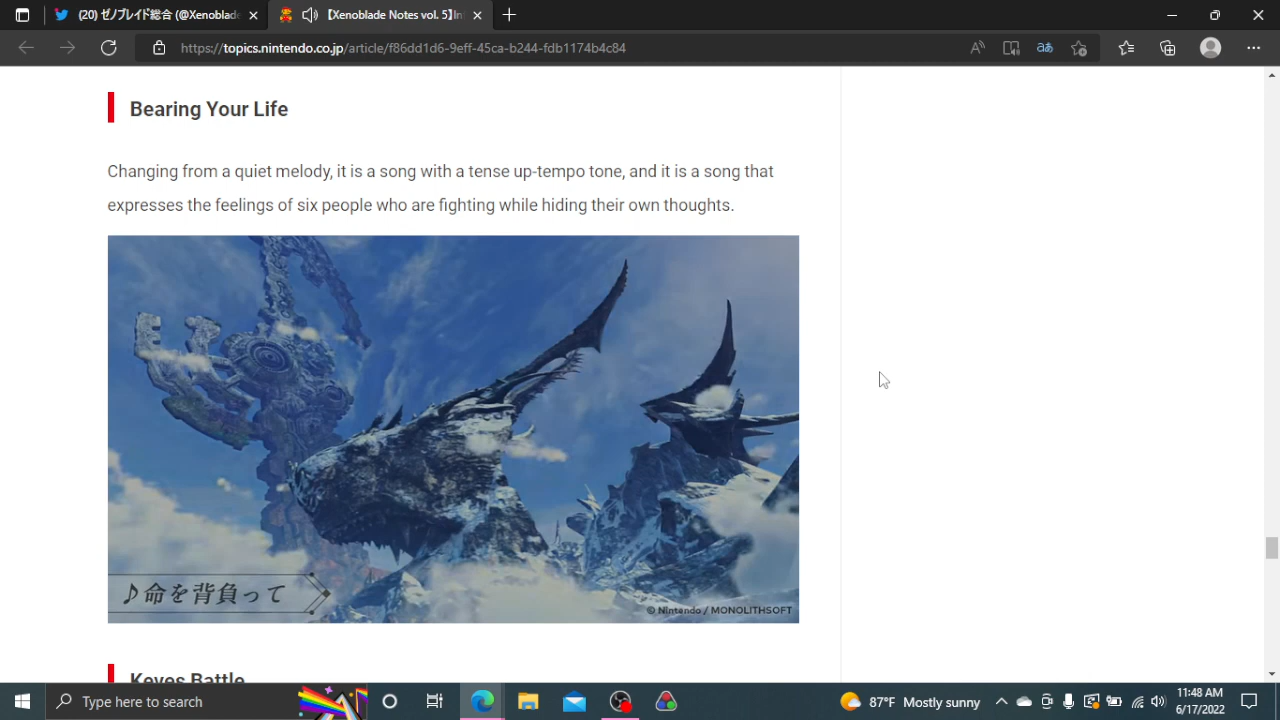 (20) ゼノブレイド総合 (@Xenoblade
【Xenoblade Notes vol. 5】In
https://topics.nintendo.co.jp/article/f86dd1d6-9eff-45ca-b244-fdb1174b4c84
Bearing Your Life
Changing from a quiet melody, it is a song with a tense up-tempo tone, and it is a song that
expresses the feelings of six people who are fighting while hiding their own thoughts.
♪命を背負って
© Nintendo / MONOLITHSOFT
Keves Battle
Type here to search
87°F Mostly sunny
11:48 AM
6/17/2022